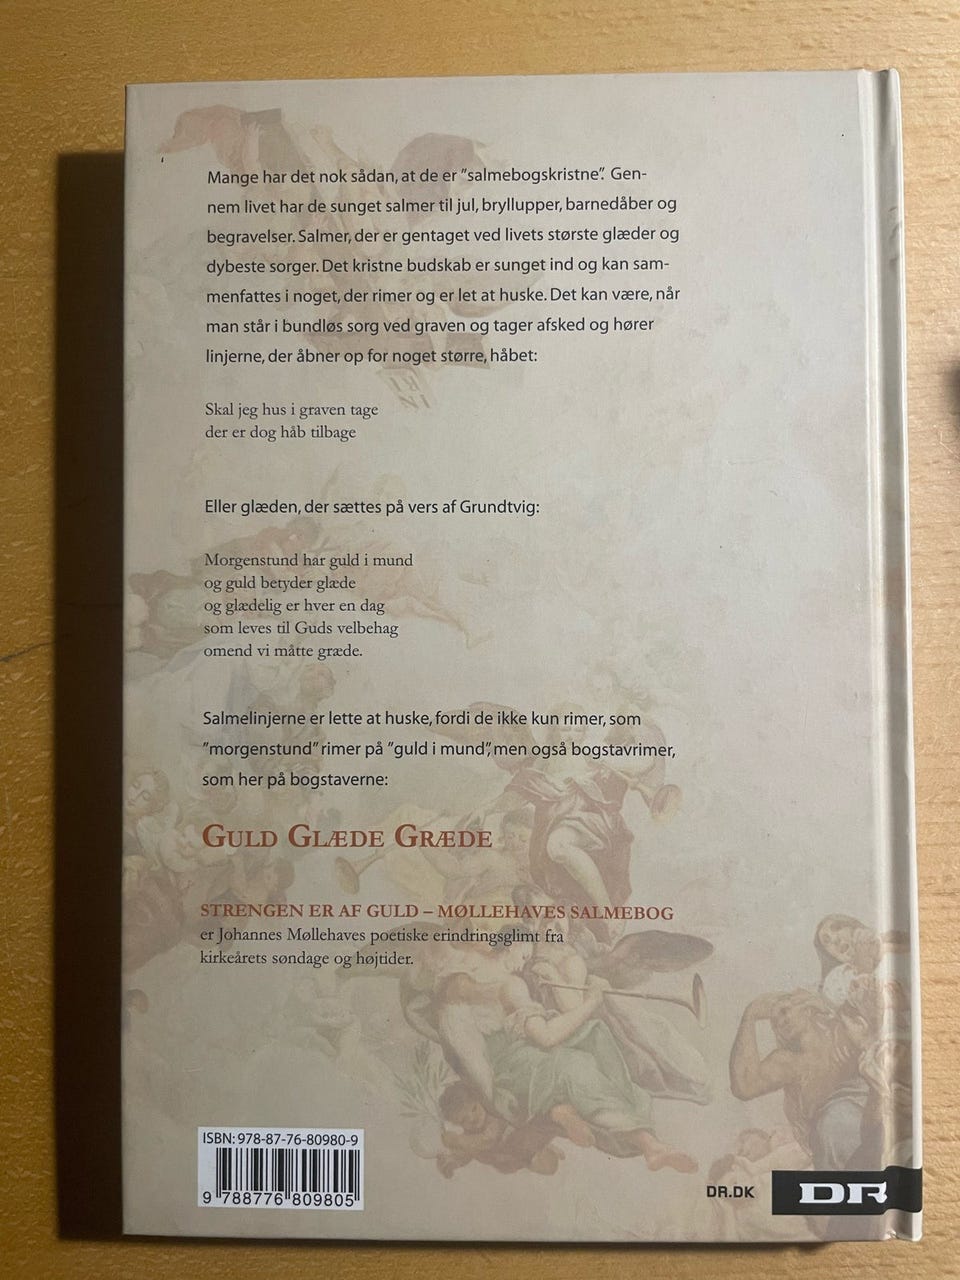 Mange har det nok sådan, at de er ”salmebogskristne”. Gen-
nem livet har de sunget salmer til jul, bryllupper, barnedåber og
begravelser. Salmer, der er gentaget ved livets største glæder og
dybeste sorger. Det kristne budskab er sunget ind og kan sam-
menfattes i noget, der rimer og er let at huske. Det kan være, når
man står i bundløs sorg ved graven og tager afsked og hører
linjerne, der åbner op for noget større, håbet:
Skal jeg hus i graven tage
der er dog håb tilbage
Eller glæden, der sættes på vers af Grundtvig:
Morgenstund har guld i mund
og guld betyder glæde
og glædelig er hver en dag
som leves til Guds velbehag
omend vi måtte græde.
Salmelinjerne er lette at huske, fordi de ikke kun rimer, som
”morgenstund” rimer på ”guld i mund”, men også bogstavrimer,
som her på bogstaverne:
GULD GLÆDE GRÆDE
STRENGEN ER AF GULD – MØLLEHAVES SALMEBOG
er Johannes Møllehaves poetiske erindringsglimt fra
kirkeårets søndage og højtider.
ISBN: 978-87-76-80980-9
9 788776 809805
DR.DK
DR